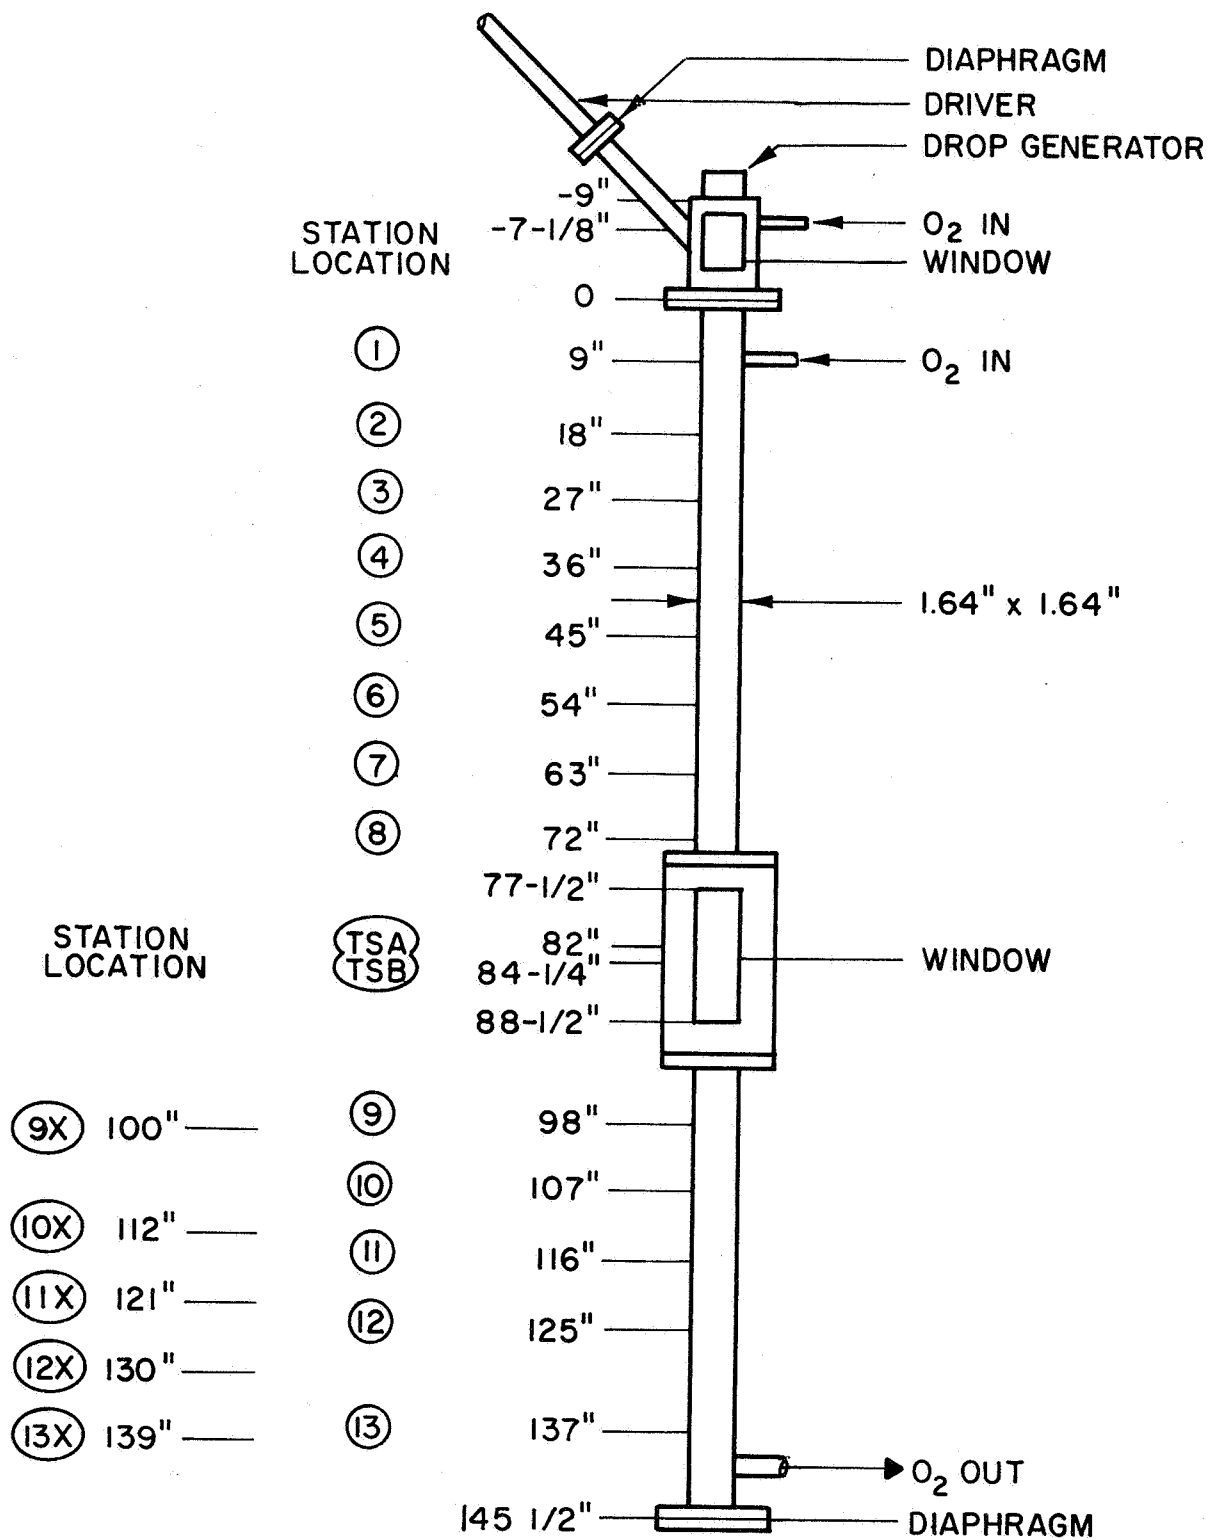 DIAPHRAGM
DRIVER
DROP GENERATOR
-9"
-7-1/8"
O2 IN
STATION
LOCATION
WINDOW
0
1 9" O2 IN
2 18"
3 27"
4 36"
1.64" x 1.64"
5 45"
6 54"
7 63"
8 72"
77-1/2"
STATION
LOCATION
TSA 82"
TSB 84-1/4"
WINDOW
88-1/2"
9X 100" 9 98"
10 107"
10X 112"
11 116"
11X 121"
12 125"
12X 130"
13X 139" 13 137"
O2 OUT
145 1/2" DIAPHRAGM